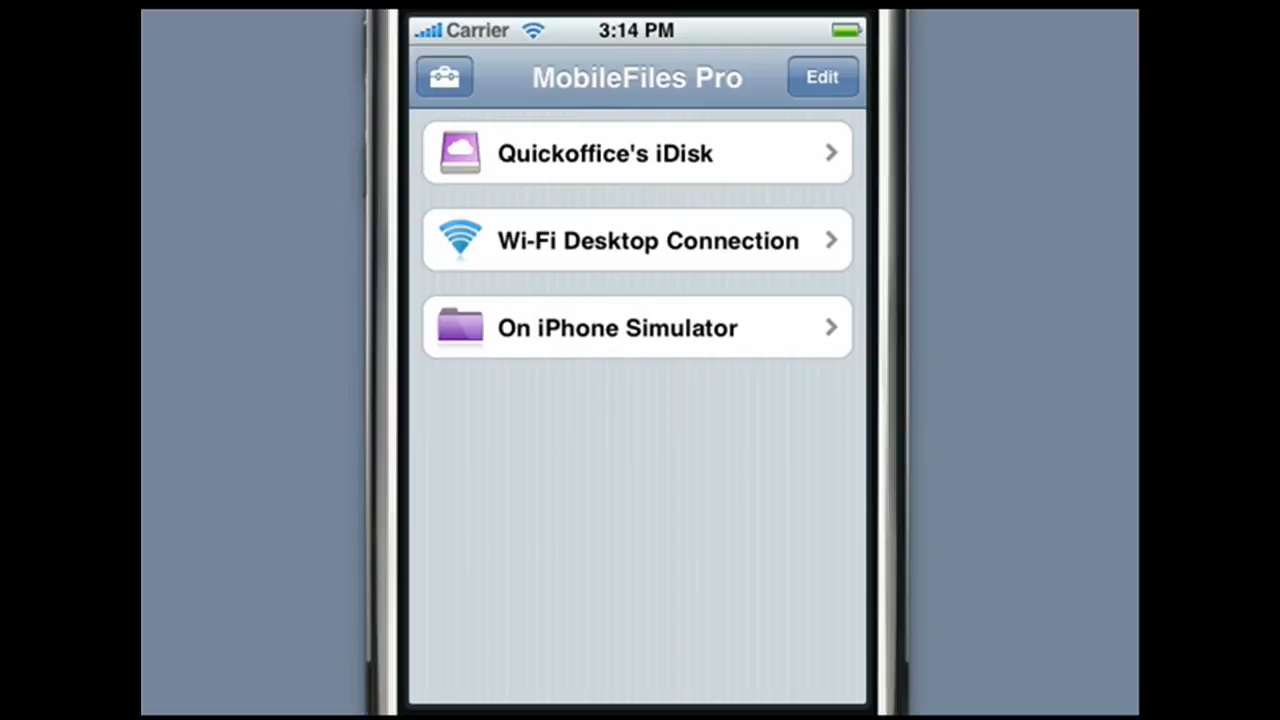 Carrier 3:14 PM
MobileFiles Pro Edit
Quickoffice's iDisk
Wi-Fi Desktop Connection
On iPhone Simulator